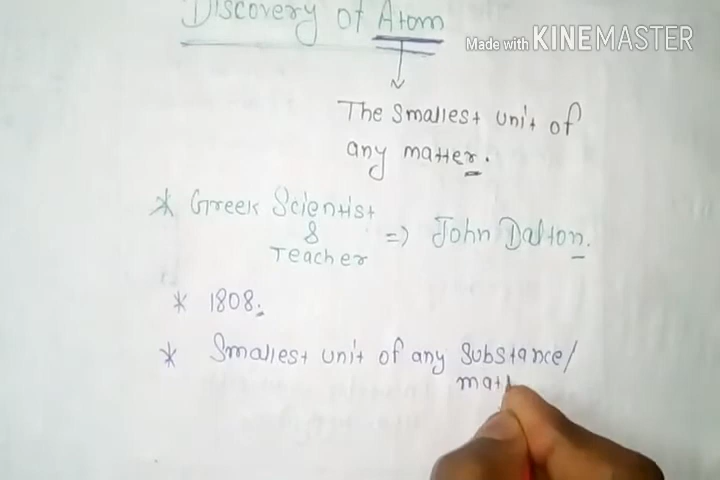 Discovery of Atom
Made with KINEMASTER
The smallest unit of
any matter.
* Greek Scientist
& => John Dalton.
Teacher
* 1808.
* Smallest unit of any substance/
matt